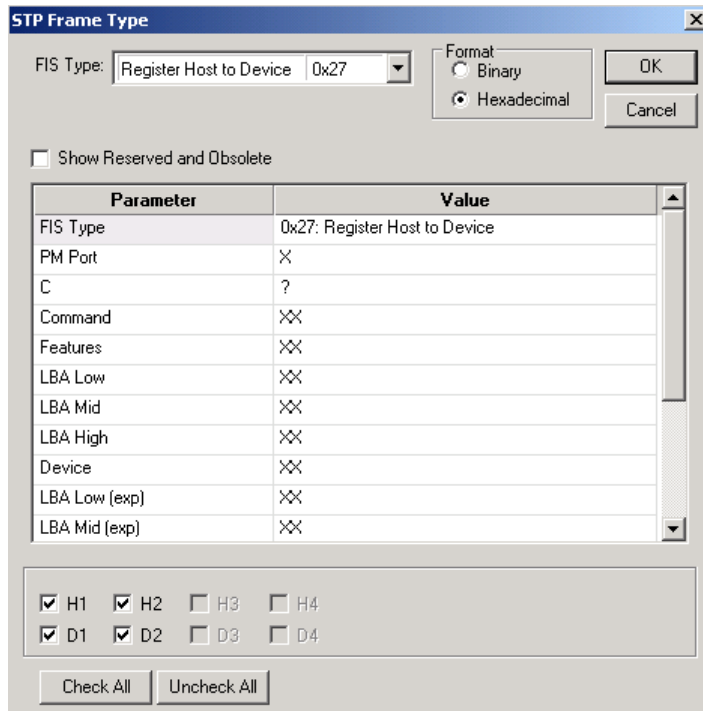 STP Frame Type
FIS Type: Register Host to Device 0x27
Format
Binary
Hexadecimal
OK
Cancel
Show Reserved and Obsolete
Parameter Value
FIS Type 0x27: Register Host to Device
PM Port X
C ?
Command XX
Features XX
LBA Low XX
LBA Mid XX
LBA High XX
Device XX
LBA Low (exp) XX
LBA Mid (exp) XX
H1 H2 H3 H4
D1 D2 D3 D4
Check All Uncheck All